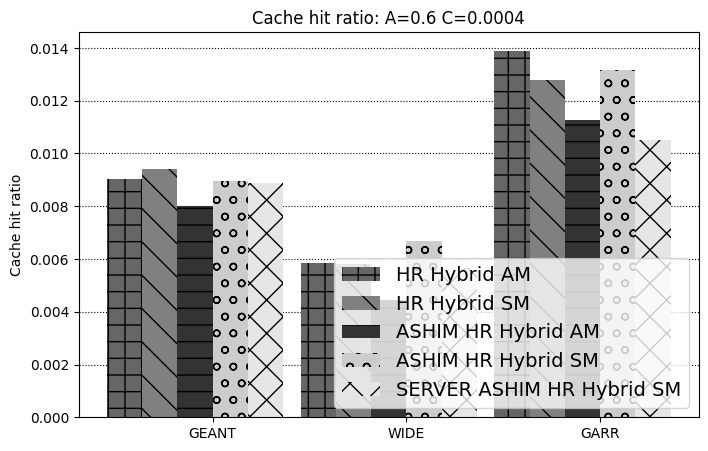 Cache hit ratio: A=0.6 C=0.0004
0.014
0.012
0.010
0.008
0.006
0.004
0.002
0.000
Cache hit ratio
HR Hybrid AM
HR Hybrid SM
ASHIM HR Hybrid AM
ASHIM HR Hybrid SM
SERVER ASHIM HR Hybrid SM
GEANT
WIDE
GARR